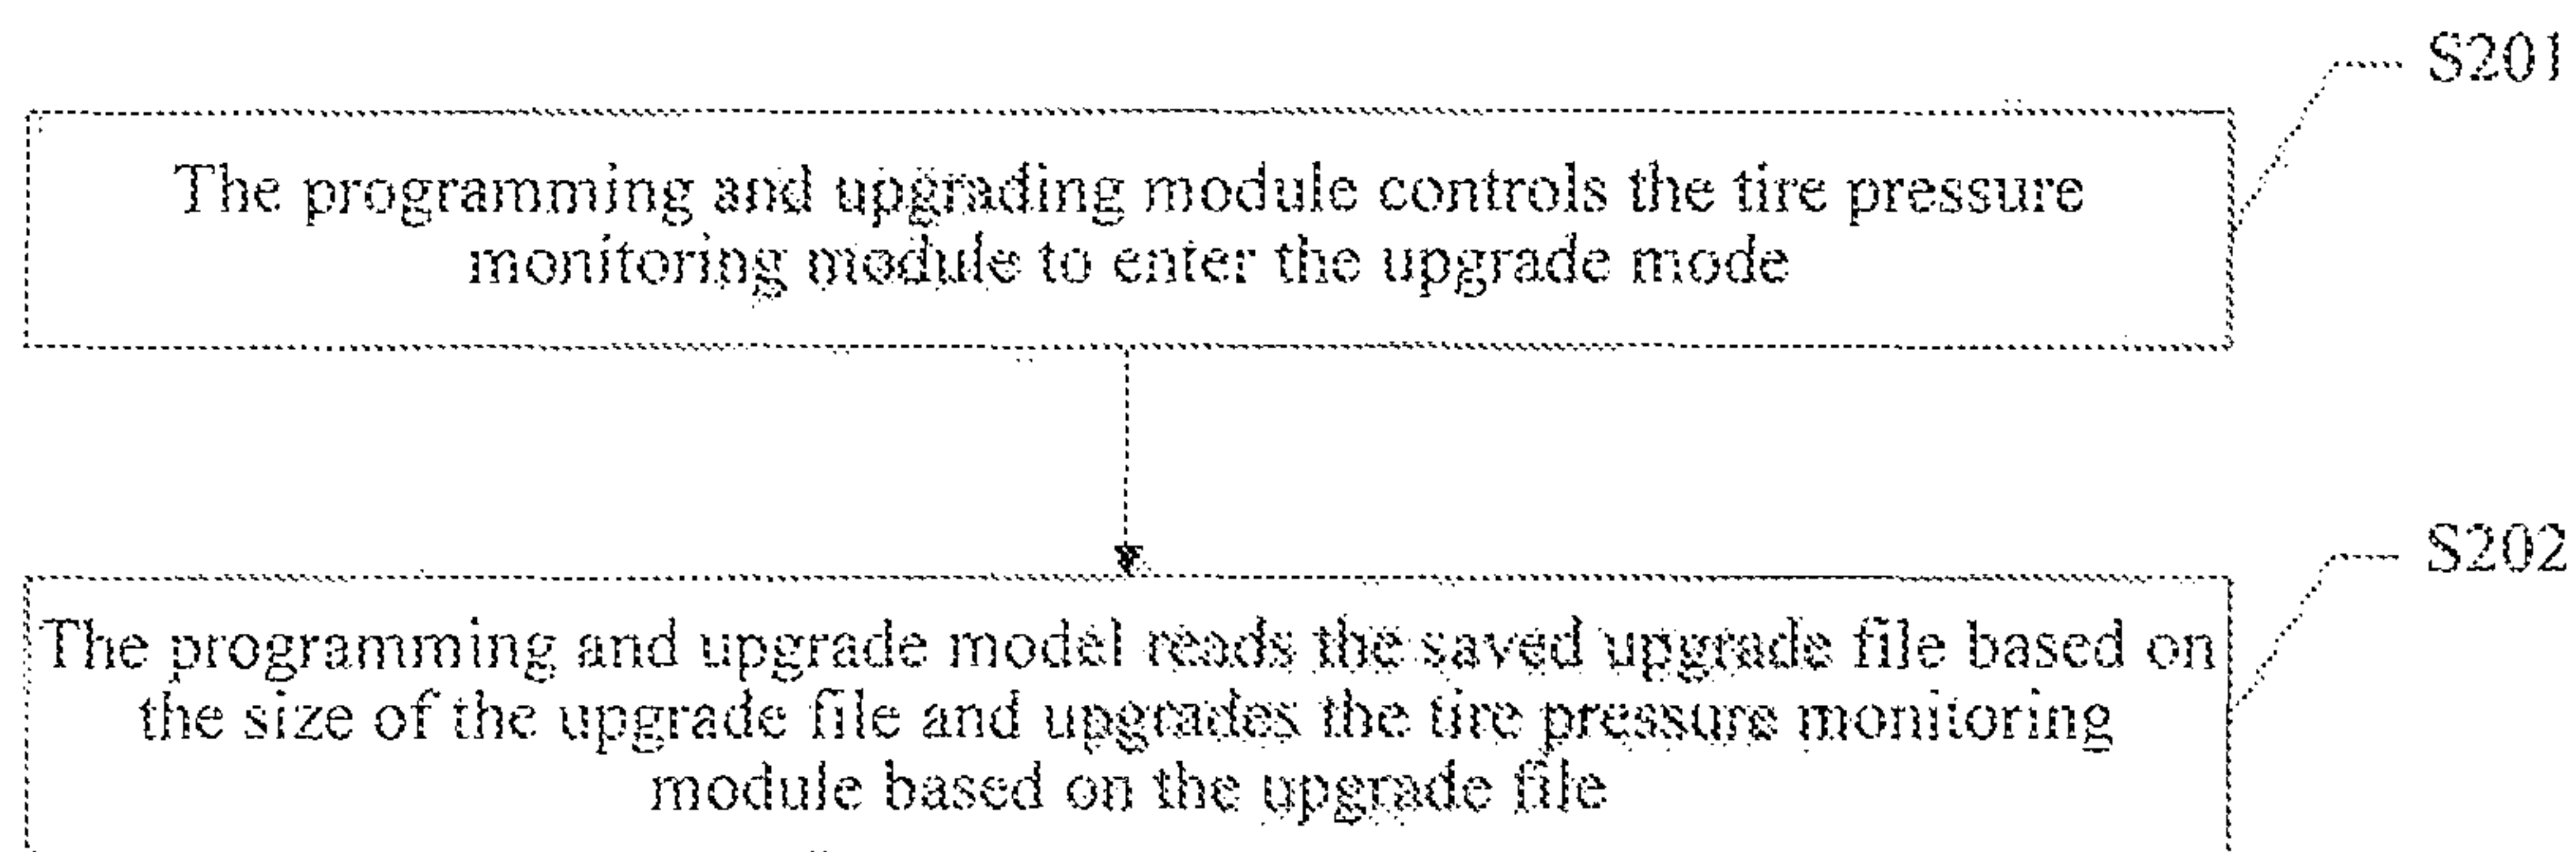 S201
The programming and upgrading module controls the tire pressure
monitoring module to enter the upgrade mode
S202
The programming and upgrade model reads the saved upgrade file based on
the size of the upgrade file and upgrades the tire pressure monitoring
module based on the upgrade file